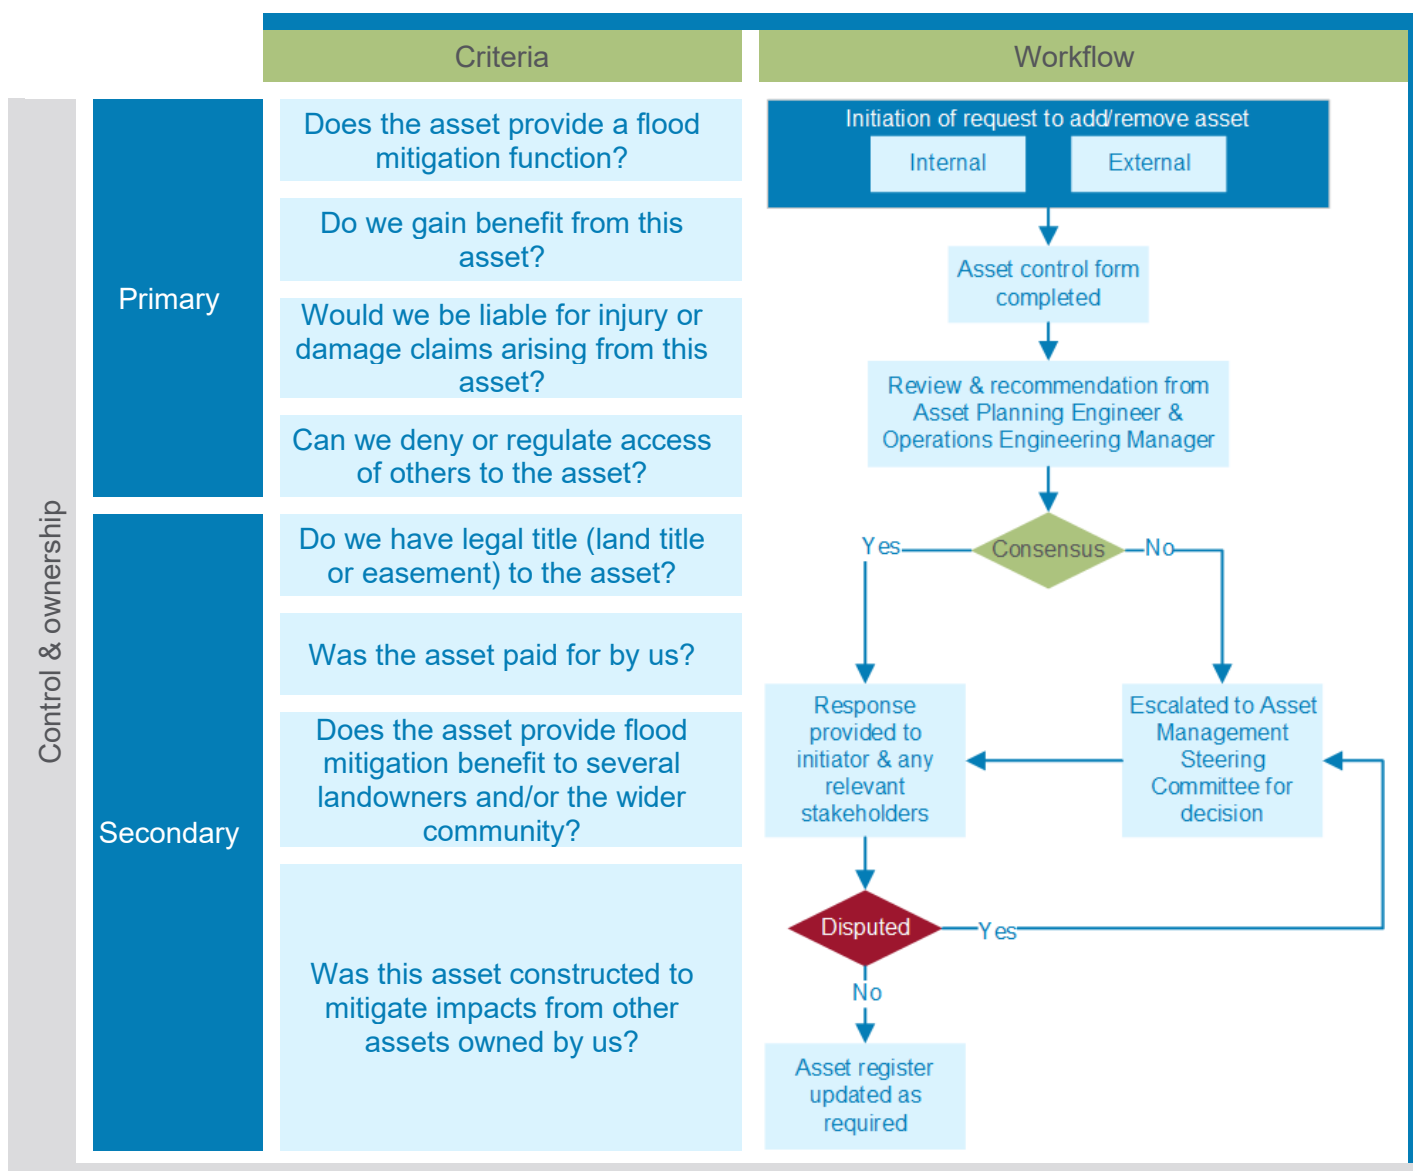 Criteria
Workflow
Control & ownership
Primary
Does the asset provide a flood
mitigation function?
Do we gain benefit from this
asset?
Would we be liable for injury or
damage claims arising from this
asset?
Can we deny or regulate access
of others to the asset?
Secondary
Do we have legal title (land title
or easement) to the asset?
Was the asset paid for by us?
Does the asset provide flood
mitigation benefit to several
landowners and/or the wider
community?
Was this asset constructed to
mitigate impacts from other
assets owned by us?
Initiation of request to add/remove asset
Internal
External
Asset control form
completed
Review & recommendation from
Asset Planning Engineer &
Operations Engineering Manager
Yes
Consensus
No
Response
provided to
initiator & any
relevant
stakeholders
Escalated to Asset
Management
Steering
Committee for
decision
Disputed
Yes
No
Asset register
updated as
required